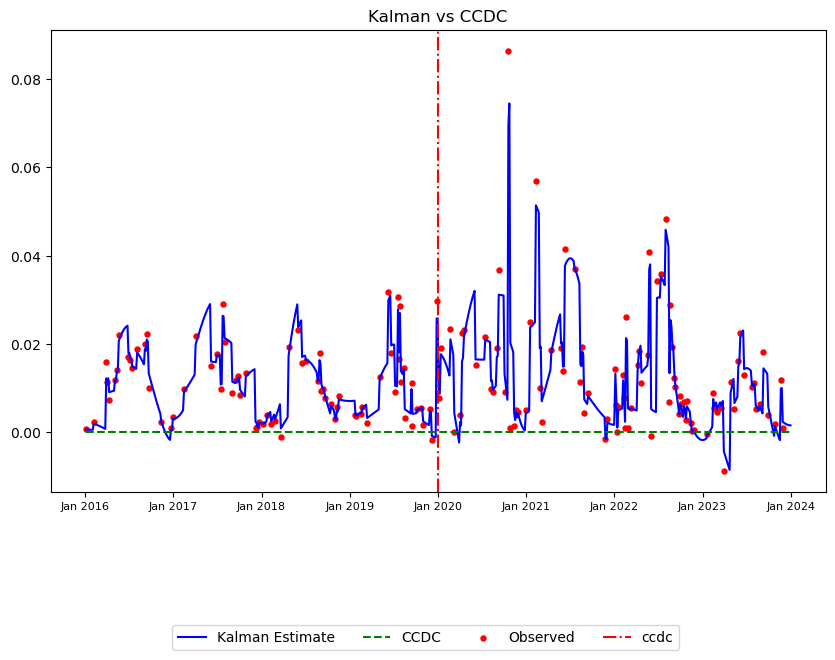 Kalman vs CCDC
0.08
0.06
0.04
0.02
0.00
Jan 2016 Jan 2017 Jan 2018 Jan 2019 Jan 2020 Jan 2021 Jan 2022 Jan 2023 Jan 2024
Kalman Estimate CCDC Observed ccdc